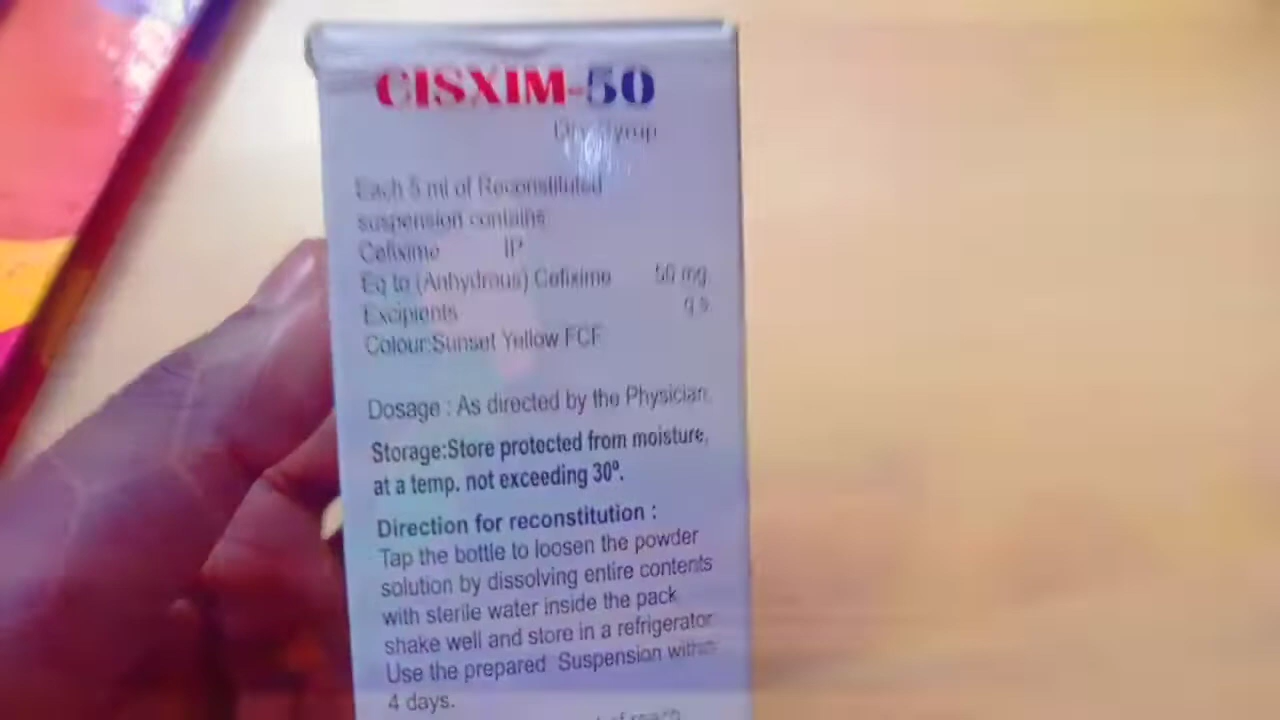 CISXIM-50
Dry Syrup
Each 5 ml of Reconstituted
suspension contains
Cefixime IP
Eq to (Anhydrous) Cefixime 50 mg.
Excipients q.s.
Colour:Sunset Yellow FCF
Dosage : As directed by the Physician.
Storage:Store protected from moisture,
at a temp. not exceeding 30º.
Direction for reconstitution :
Tap the bottle to loosen the powder
solution by dissolving entire contents
with sterile water inside the pack
shake well and store in a refrigerator
Use the prepared Suspension within
4 days.
of reach